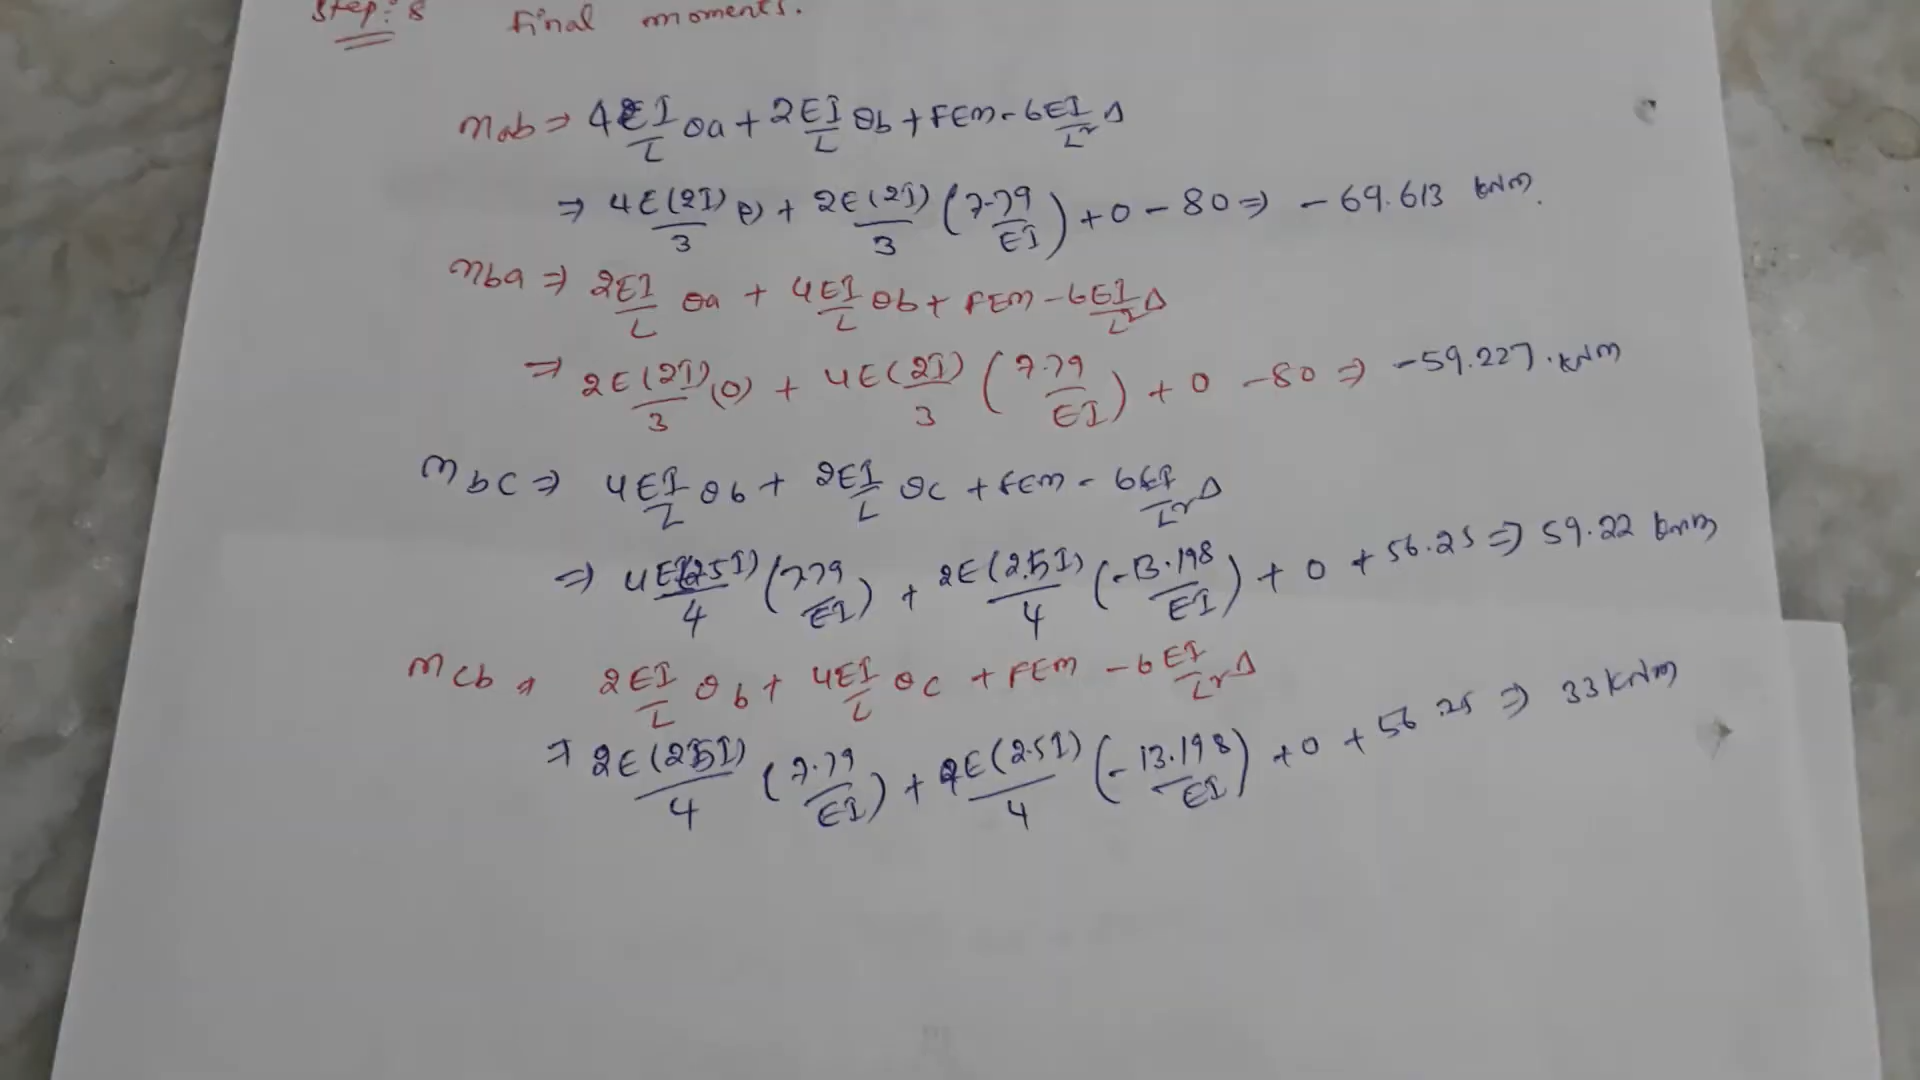 Step: 8 Final moments.
Mab ⇒ 4EI/L θa + 2EI/L θb + FEM - 6EI/L² Δ
⇒ 4E(2I)/3 (0) + 2E(2I)/3 (7.79/EI) + 0 - 80 ⇒ - 69.613 kNm.
Mba ⇒ 2EI/L θa + 4EI/L θb + FEM - 6EI/L² Δ
⇒ 2E(2I)/3 (0) + 4E(2I)/3 (7.79/EI) + 0 - 80 ⇒ - 59.227. kNm
Mbc ⇒ 4EI/L θb + 2EI/L θc + FEM - 6EI/L² Δ
⇒ 4E(2.5I)/4 (7.79/EI) + 2E(2.5I)/4 (-13.198/EI) + 0 + 56.25 ⇒ 59.22 kNm
Mcb ⇒ 2EI/L θb + 4EI/L θc + FEM - 6EI/L² Δ
⇒ 2E(2.5I)/4 (7.79/EI) + 4E(2.5I)/4 (-13.198/EI) + 0 + 56.25 ⇒ 33 kNm